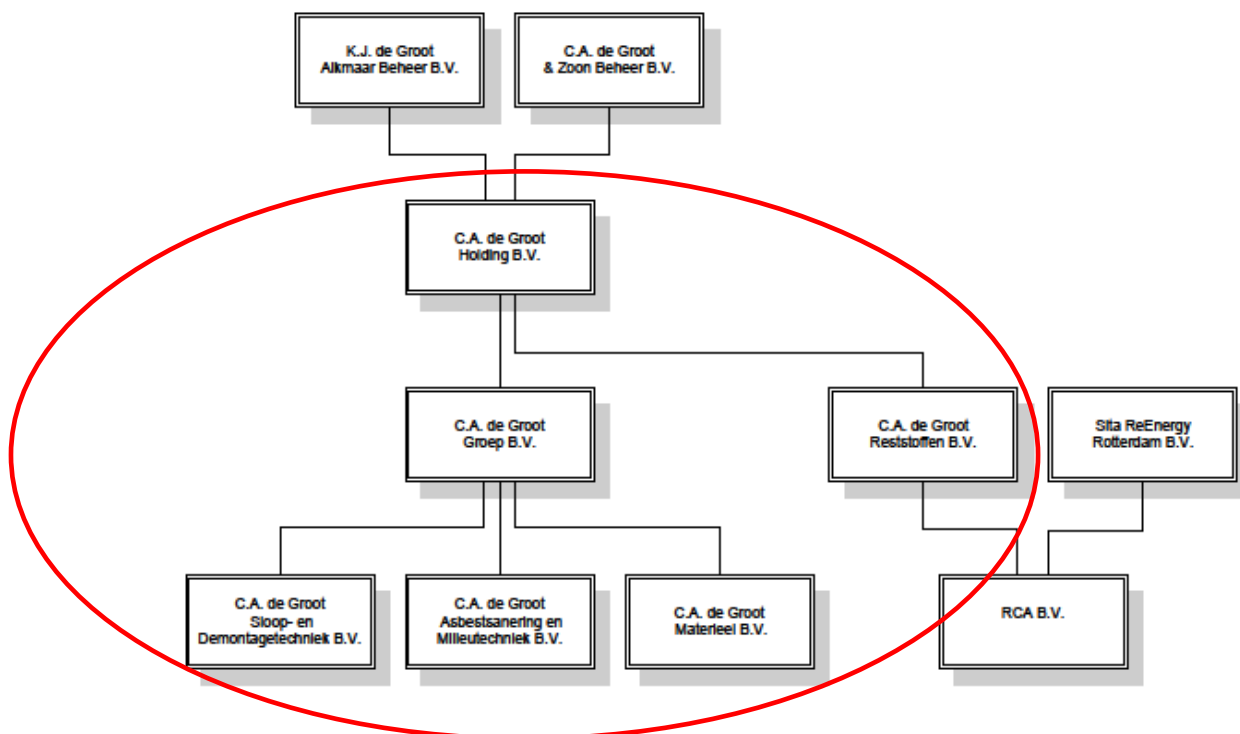 K.J. de Groot
Alkmaar Beheer B.V.
C.A. de Groot
& Zoon Beheer B.V.
C.A. de Groot
Holding B.V.
C.A. de Groot
Groep B.V.
C.A. de Groot
Reststoffen B.V.
Sita ReEnergy
Rotterdam B.V.
C.A. de Groot
Sloop- en
Demontagetechniek B.V.
C.A. de Groot
Asbestsanering en
Milieutechniek B.V.
C.A. de Groot
Materieel B.V.
RCA B.V.